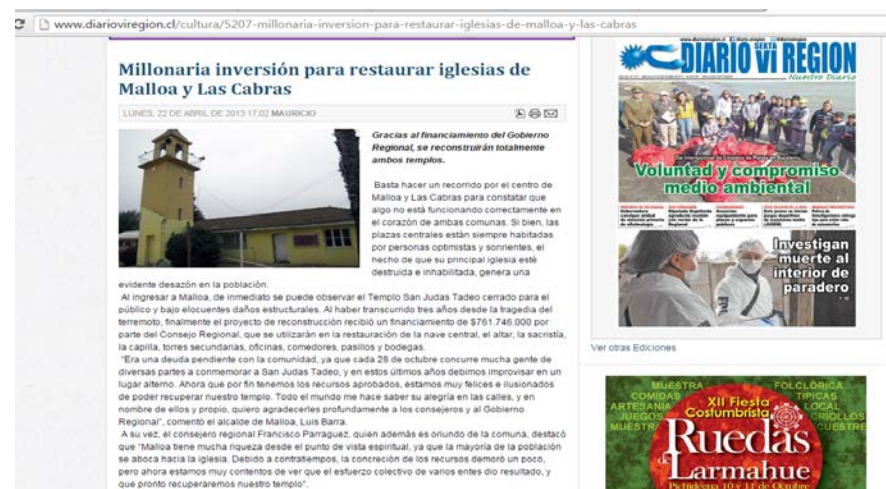 www.diarioviregion.cl/cultura/5207-millonaria-inversion-para-restaurar-iglesias-de-malloa-y-las-cabras
Millonaria inversión para restaurar iglesias de
Malloa y Las Cabras
LUNES, 22 DE ABRIL DE 2013 17:02 MAURICIO
Gracias al financiamiento del Gobierno
Regional, se reconstruirán totalmente
ambos templos.
Basta hacer un recorrido por el centro de
Malloa y Las Cabras para constatar que
algo no está funcionando correctamente en
el corazón de ambas comunas. Si bien, las
plazas centrales están siempre habitadas
por personas optimistas y sonrientes, el
hecho de que su principal iglesia esté
destruida e inhabilitada, genera una
evidente desazón en la población.
Al ingresar a Malloa, de inmediato se puede observar el Templo San Judas Tadeo cerrado para el
público y bajo elocuentes daños estructurales. Al haber transcurrido tres años desde la tragedia del
terremoto, finalmente el proyecto de reconstrucción recibió un financiamiento de $761.746.000 por
parte del Consejo Regional, que se utilizarán en la restauración de la nave central, el altar, la sacristía,
la capilla, torres secundarias, oficinas, comedores, pasillos y bodegas.
"Era una deuda pendiente con la comunidad, ya que cada 28 de octubre concurre mucha gente de
diversas partes a conmemorar a San Judas Tadeo, y en estos últimos años debimos improvisar en un
lugar alterno. Ahora que por fin tenemos los recursos aprobados, estamos muy felices e ilusionados
de poder recuperar nuestro templo. Todo el mundo me hace saber su alegría en las calles, y en
nombre de ellos y propio, quiero agradecerles profundamente a los consejeros y al Gobierno
Regional", comentó el alcalde de Malloa, Luis Barra.
A su vez, el consejero regional Francisco Parraguez, quien además es oriundo de la comuna, destacó
que "Malloa tiene mucha riqueza desde el punto de vista espiritual, ya que la mayoría de la población
se aboca hacia la iglesia. Debido a contratiempos, la concreción de los recursos demoró un poco,
pero ahora estamos muy contentos de ver que el esfuerzo colectivo de varios entes dio resultado, y
que pronto recuperaremos nuestro templo".
DIARIO SEXTA VI REGION
Nuestro Diario
Voluntad y compromiso
medio ambiental
Investigan
muerte al
interior de
paradero
Ver otras Ediciones
MUESTRA
COMIDAS
ARTESANIA
JUEGOS
MUESTRA
XII Fiesta
Costumbrista
FOLCLÓRICA
TIPICAS
LOCAL
CRIOLLOS
Ruedas
de Larmahue
Pichidegua 10 y 11 de Octubre